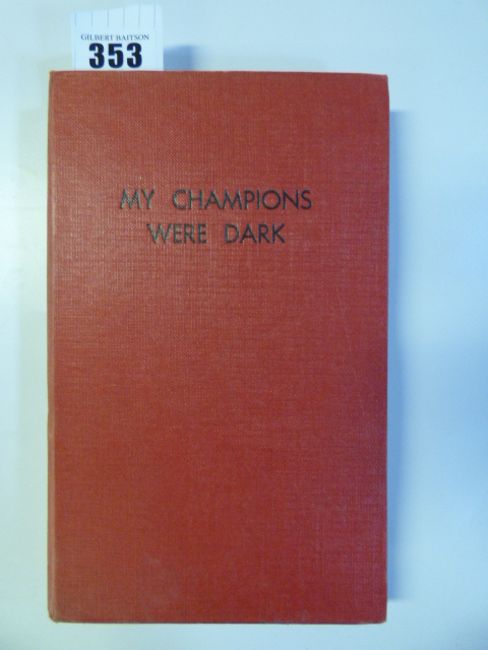 GILBERT BAITSON
353
MY CHAMPIONS
WERE DARK